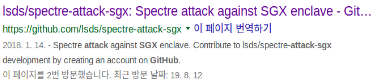 lsds/spectre-attack-sgx: Spectre attack against SGX enclave - Git…
https://github.com/lsds/spectre-attack-sgx ▾ 이 페이지 번역하기
2018. 1. 14. - Spectre attack against SGX enclave. Contribute to lsds/spectre-attack-sgx
development by creating an account on GitHub.
이 페이지를 2번 방문했습니다. 최근 방문 날짜: 19. 8. 12